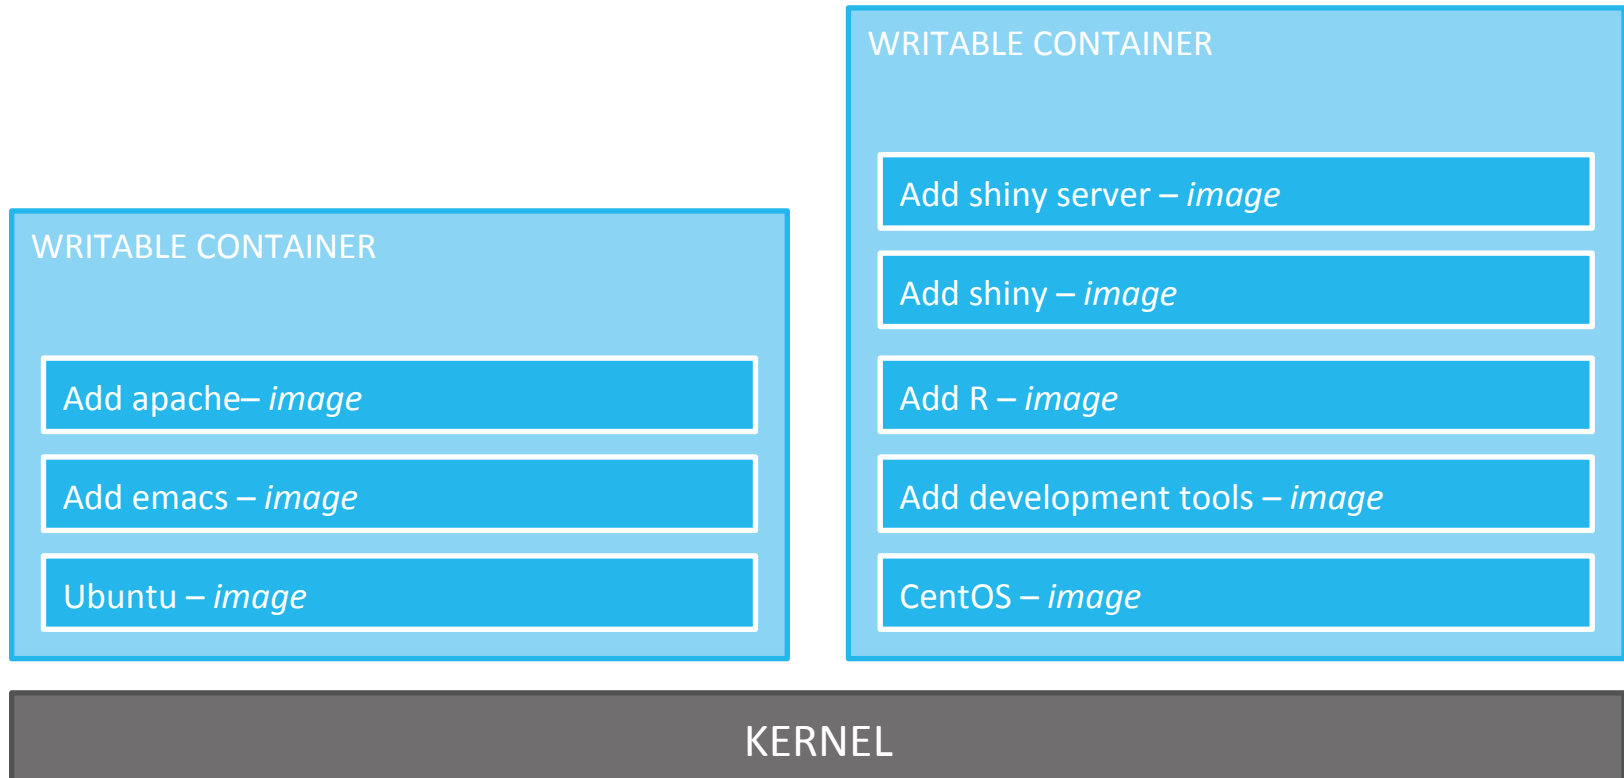 WRITABLE CONTAINER
Add apache– image
Add emacs – image
Ubuntu – image
WRITABLE CONTAINER
Add shiny server – image
Add shiny – image
Add R – image
Add development tools – image
CentOS – image
KERNEL